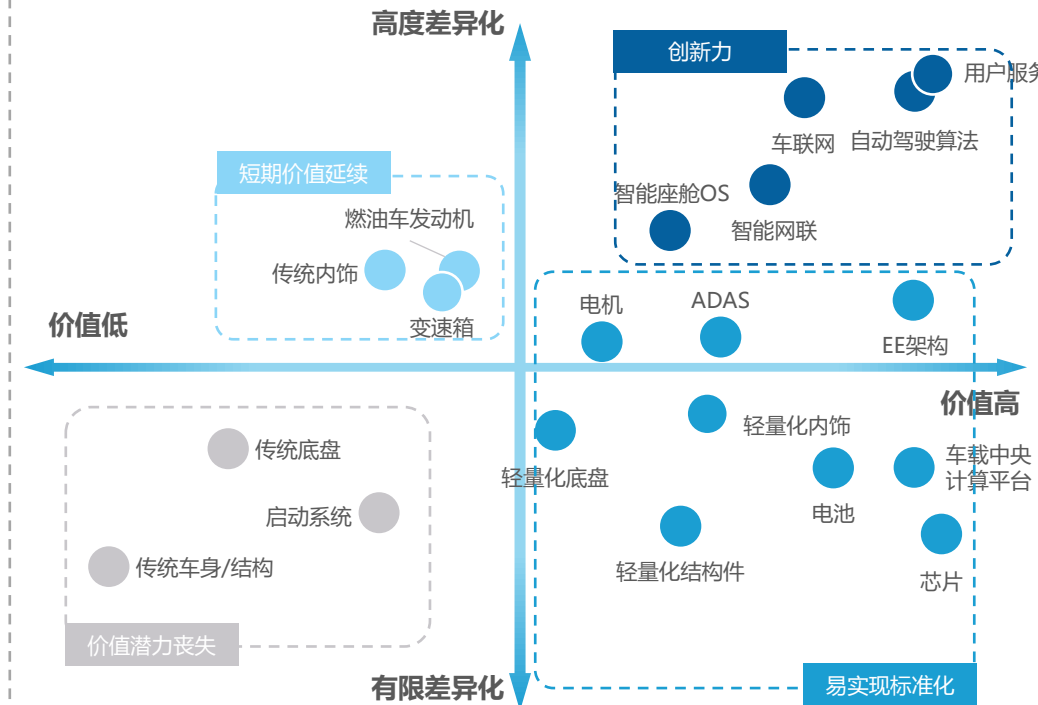 高度差异化
创新力
用户服务
车联网
自动驾驶算法
短期价值延续
智能座舱OS
燃油车发动机
智能网联
传统内饰
电机
ADAS
变速箱
价值低
EE架构
价值高
轻量化内饰
传统底盘
车载中央
计算平台
轻量化底盘
启动系统
电池
传统车身/结构
轻量化结构件
芯片
价值潜力丧失
有限差异化
易实现标准化